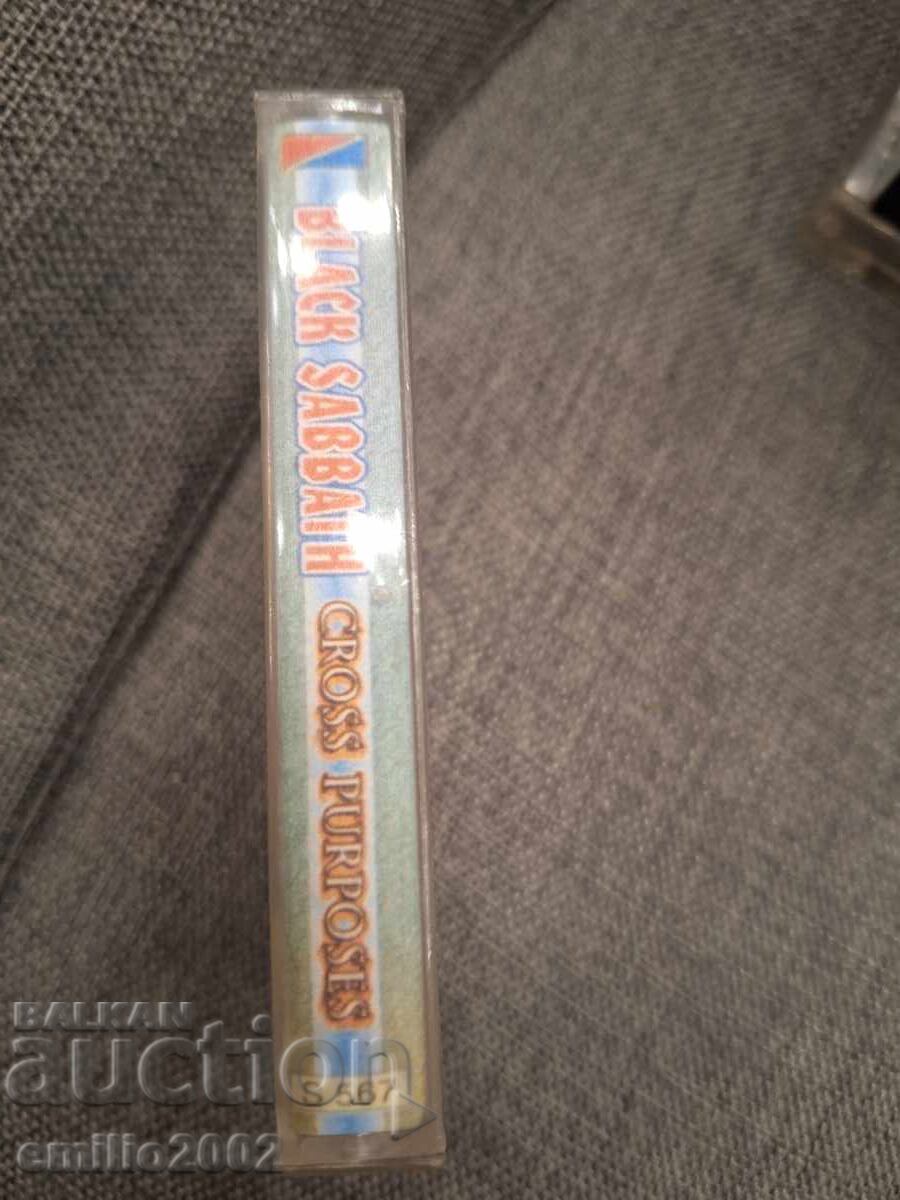 BLACK SABBATH
CROSS PURPOSES
S 567
BALKAN
auction
emilio2002